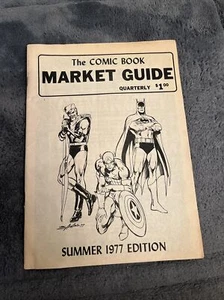 The COMIC BOOK
MARKET GUIDE
QUARTERLY $1.00
SUMMER 1977 EDITION